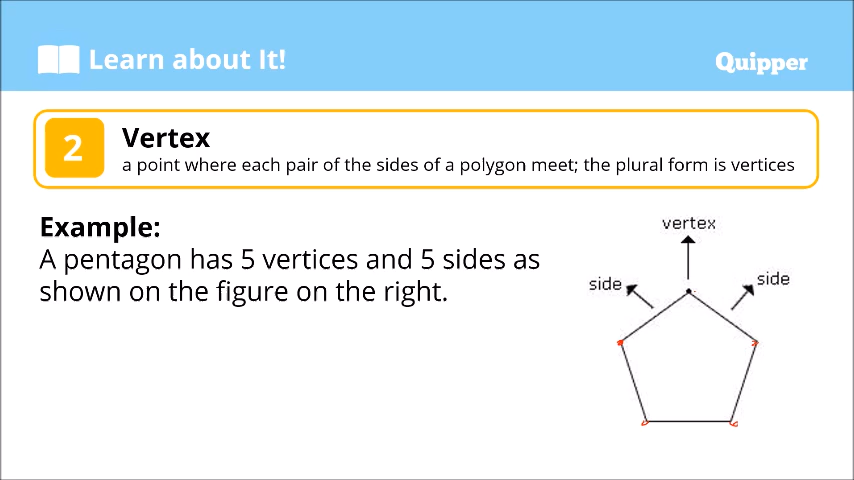 Learn about It!
Quipper
2
Vertex
a point where each pair of the sides of a polygon meet; the plural form is vertices
Example:
A pentagon has 5 vertices and 5 sides as
shown on the figure on the right.
vertex
side
side